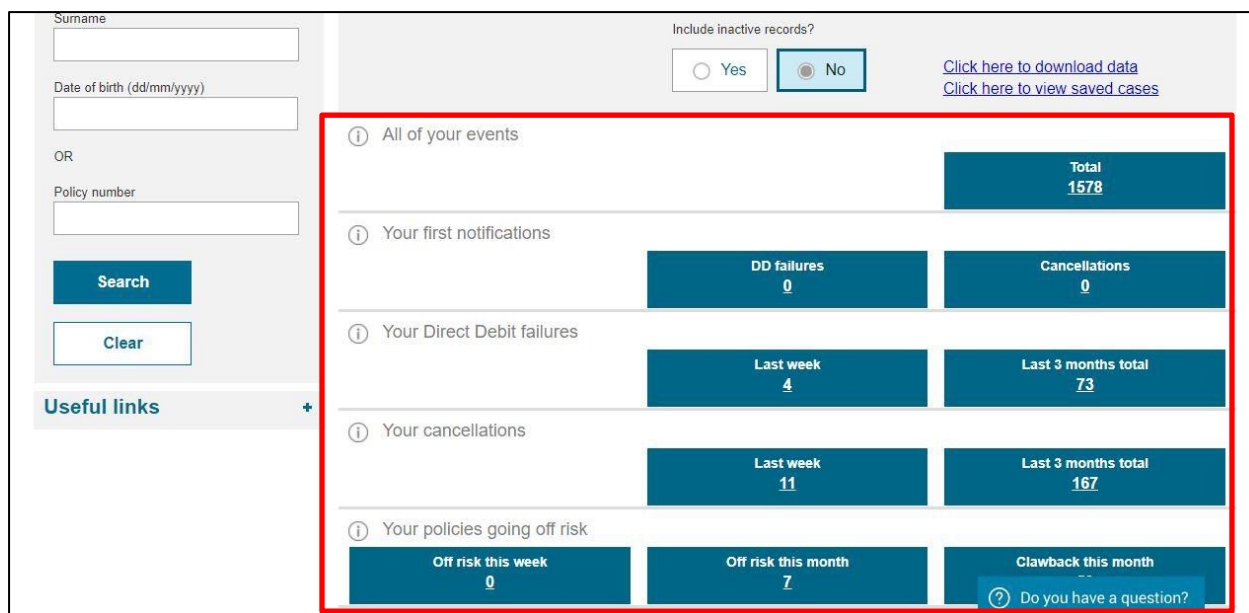 Surname
Date of birth (dd/mm/yyyy)
OR
Policy number
Search
Clear
Useful links +
Include inactive records?
Yes No
Click here to download data
Click here to view saved cases
All of your events
Total
1578
Your first notifications
DD failures Cancellations
0 0
Your Direct Debit failures
Last week Last 3 months total
4 73
Your cancellations
Last week Last 3 months total
11 167
Your policies going off risk
Off risk this week Off risk this month Clawback this month
0 7
Do you have a question?